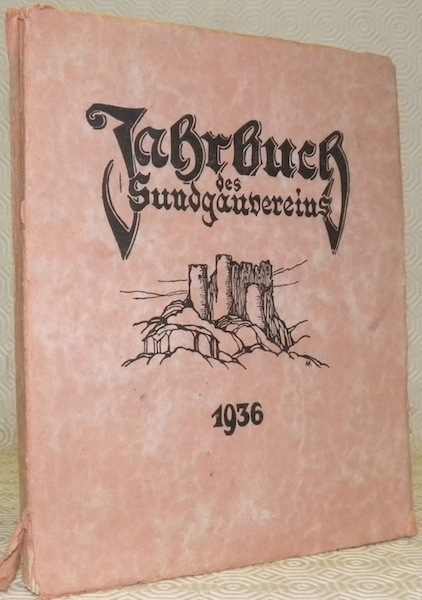 Jahrbuch
des
Sundgauvereins
1936